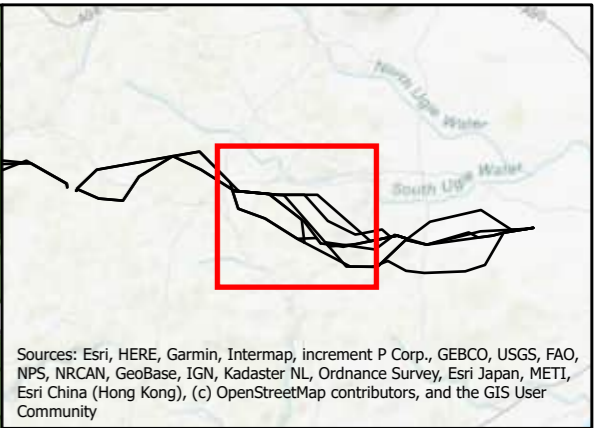 North Ugie Water
South Ugie Water
Sources: Esri, HERE, Garmin, Intermap, increment P Corp., GEBCO, USGS, FAO,
NPS, NRCAN, GeoBase, IGN, Kadaster NL, Ordnance Survey, Esri Japan, METI,
Esri China (Hong Kong), (c) OpenStreetMap contributors, and the GIS User
Community